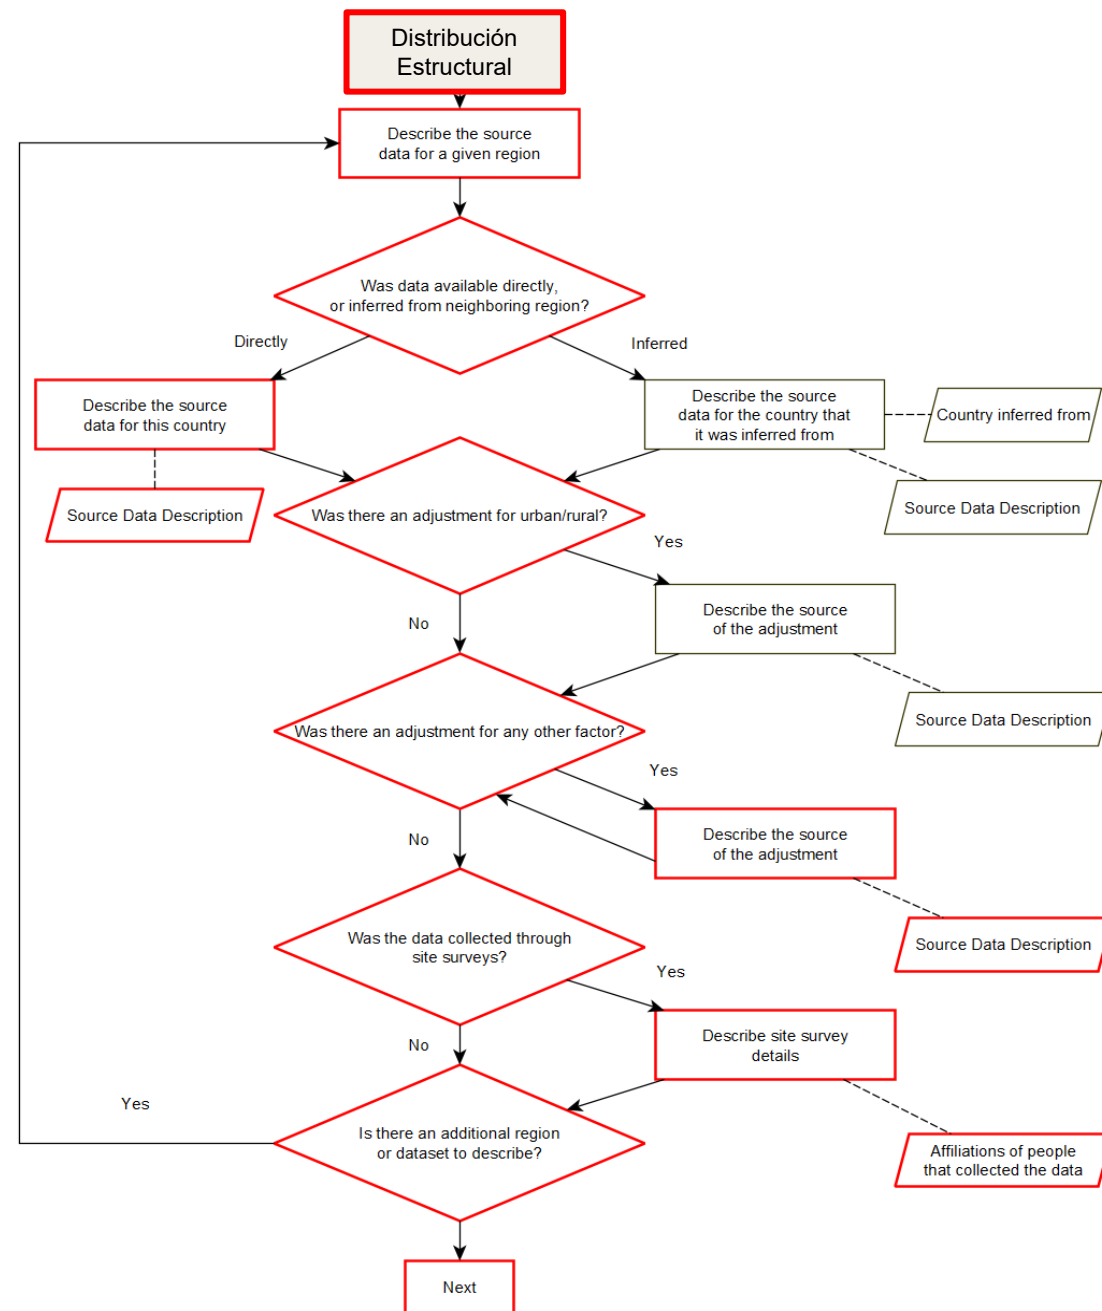 Distribución
Estructural
Describe the source
data for a given region
Was data available directly,
or inferred from neighboring region?
Directly
Inferred
Describe the source
data for this country
Describe the source
data for the country that
it was inferred from
Country inferred from
Source Data Description
Source Data Description
Was there an adjustment for urban/rural?
Yes
No
Describe the source
of the adjustment
Source Data Description
Was there an adjustment for any other factor?
Yes
No
Describe the source
of the adjustment
Source Data Description
Was the data collected through
site surveys?
Yes
No
Describe site survey
details
Yes
Is there an additional region
or dataset to describe?
Affiliations of people
that collected the data
Next